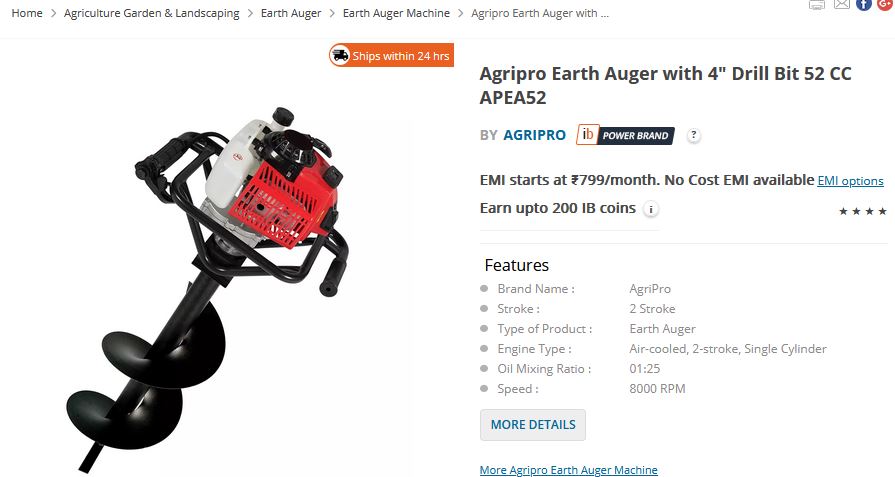 Home > Agriculture Garden & Landscaping > Earth Auger > Earth Auger Machine > Agripro Earth Auger with ...
Ships within 24 hrs
Agripro Earth Auger with 4" Drill Bit 52 CC
APEA52
BY AGRIPRO ib POWER BRAND ?
EMI starts at ₹799/month. No Cost EMI available EMI options
Earn upto 200 IB coins i
★ ★ ★ ★
Features
Brand Name : AgriPro
Stroke : 2 Stroke
Type of Product : Earth Auger
Engine Type : Air-cooled, 2-stroke, Single Cylinder
Oil Mixing Ratio : 01:25
Speed : 8000 RPM
MORE DETAILS
More Agripro Earth Auger Machine